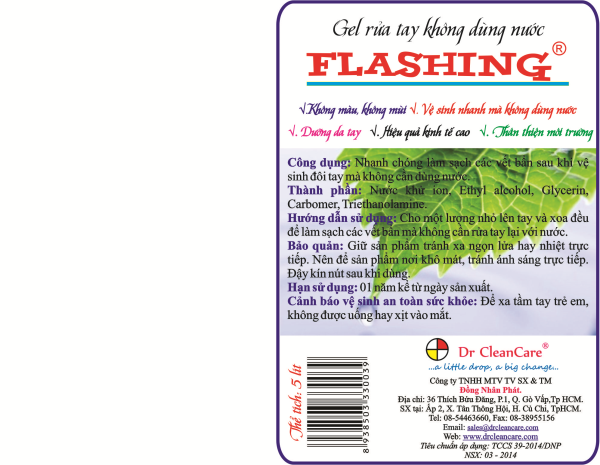 Gel rửa tay không dùng nước
FLASHING®
√Không màu, không mùi √. Vệ sinh nhanh mà không dùng nước
√. Dưỡng da tay √. Hiệu quả kinh tế cao √. Thân thiện môi trường
Công dụng: Nhanh chóng làm sạch các vết bẩn sau khi vệ
sinh đôi tay mà không cần dùng nước.
Thành phần: Nước khử ion, Ethyl alcohol, Glycerin,
Carbomer, Triethanolamine.
Hướng dẫn sử dụng: Cho một lượng nhỏ lên tay và xoa đều
để làm sạch các vết bẩn mà không cần rửa tay lại với nước.
Bảo quản: Giữ sản phẩm tránh xa ngọn lửa hay nhiệt trực
tiếp. Nên để sản phẩm nơi khô mát, tránh ánh sáng trực tiếp.
Đậy kín nút sau khi dùng.
Hạn sử dụng: 01 năm kể từ ngày sản xuất.
Cảnh báo vệ sinh an toàn sức khỏe: Để xa tầm tay trẻ em,
không được uống hay xịt vào mắt.
Thể tích: 5 lít
8 938503 330039
Dr CleanCare®
...a little drop, a big change...
Công ty TNHH MTV TV SX & TM
Đồng Nhân Phát.
Địa chỉ: 36 Thích Bửu Đăng, P.1, Q. Gò Vấp,Tp HCM.
SX tại: Ấp 2, X. Tân Thông Hội, H. Củ Chi, TpHCM.
Tel: 08-54463660, Fax: 08-38955156
Email: sales@drcleancare.com
Web: www.drcleancare.com
Tiêu chuẩn áp dụng: TCCS 39-2014/DNP
NSX: 03 - 2014